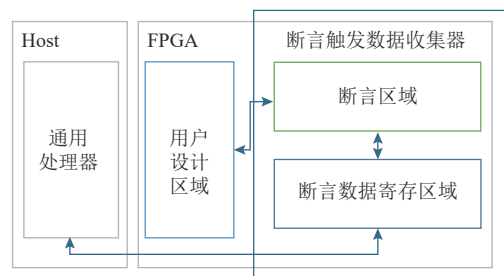 Host
FPGA
断言触发数据收集器
通用
处理器
用户
设计
区域
断言区域
断言数据寄存区域